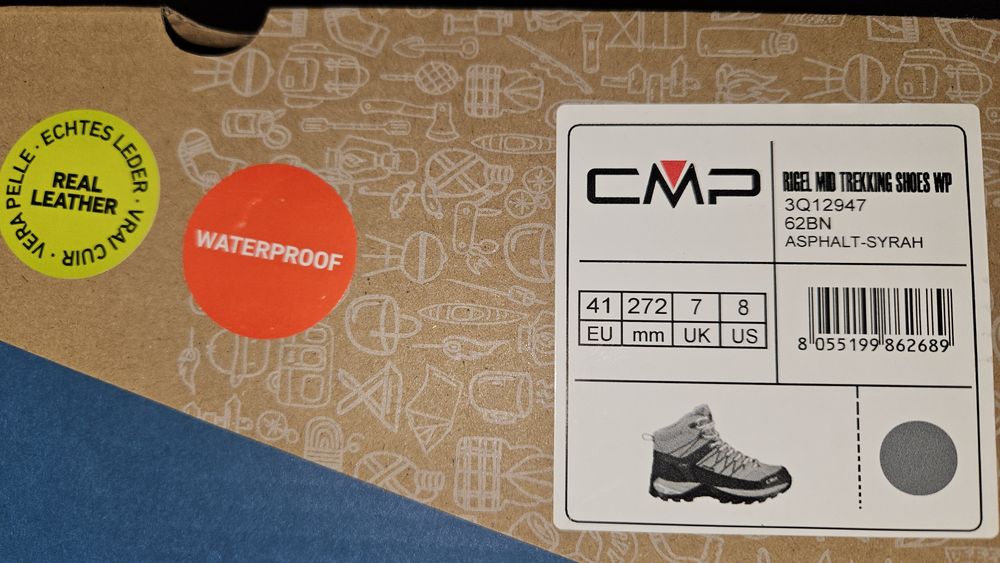 ECHTES LEDER · VRAI CUIR · VERA PELLE ·
REAL
LEATHER
WATERPROOF
CMP
RIGEL MID TREKKING SHOES WP
3Q12947
62BN
ASPHALT-SYRAH
41 272 7 8
EU mm UK US
8 055199 862689